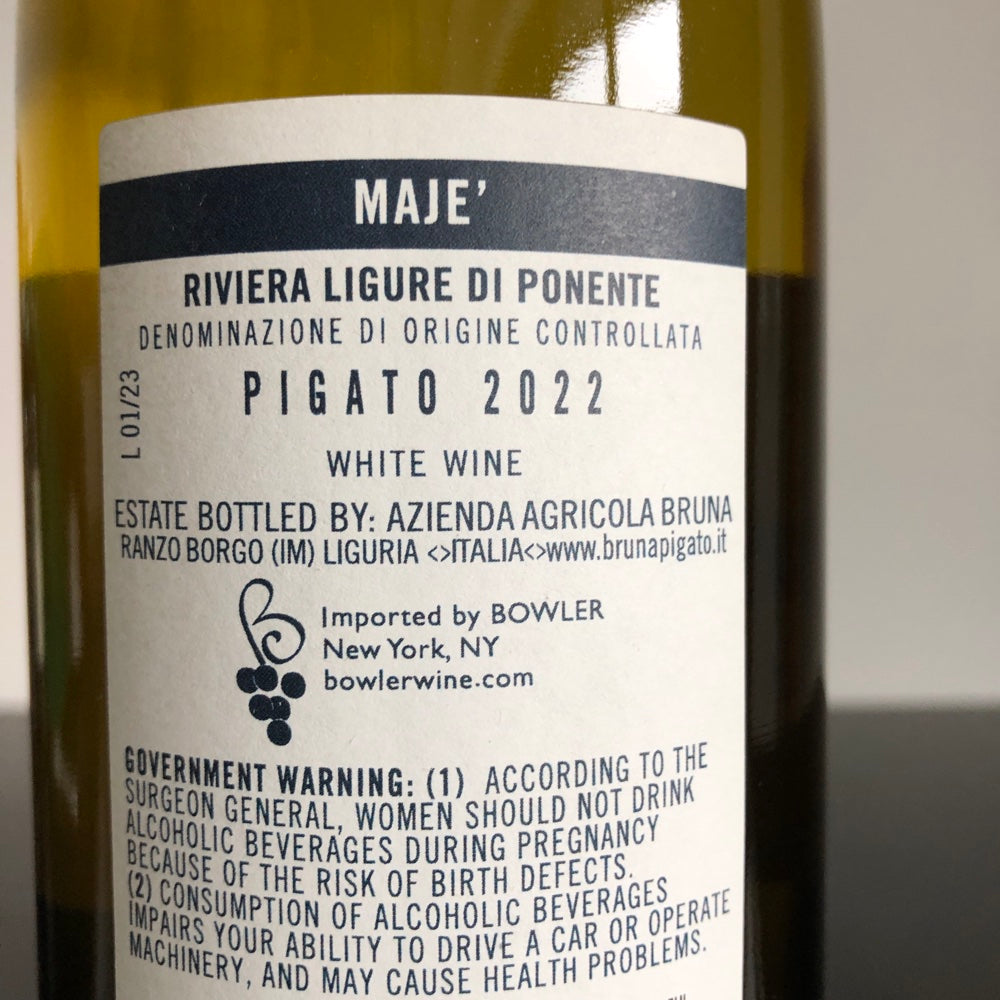 MAJE'
RIVIERA LIGURE DI PONENTE
DENOMINAZIONE DI ORIGINE CONTROLLATA
PIGATO 2022
L 01/23
WHITE WINE
ESTATE BOTTLED BY: AZIENDA AGRICOLA BRUNA
RANZO BORGO (IM) LIGURIA <>ITALIA<>www.brunapigato.it
Imported by BOWLER
New York, NY
bowlerwine.com
GOVERNMENT WARNING: (1) ACCORDING TO THE
SURGEON GENERAL, WOMEN SHOULD NOT DRINK
ALCOHOLIC BEVERAGES DURING PREGNANCY
BECAUSE OF THE RISK OF BIRTH DEFECTS.
(2) CONSUMPTION OF ALCOHOLIC BEVERAGES
IMPAIRS YOUR ABILITY TO DRIVE A CAR OR OPERATE
MACHINERY, AND MAY CAUSE HEALTH PROBLEMS.